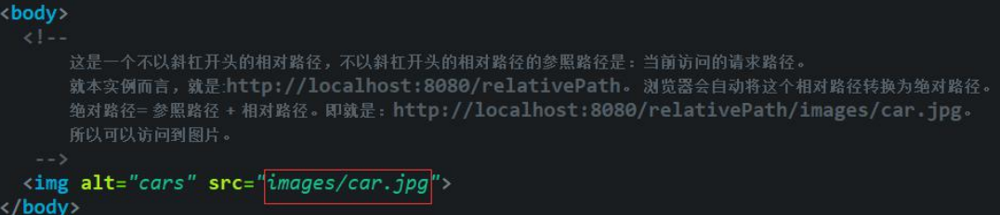 <body>
<!--
这是一个不以斜杠开头的相对路径，不以斜杠开头的相对路径的参照路径是：当前访问的请求路径。
就本实例而言，就是:http://localhost:8080/relativePath。 浏览器会自动将这个相对路径转换为绝对路径。
绝对路径= 参照路径 + 相对路径。即就是：http://localhost:8080/relativePath/images/car.jpg。
所以可以访问到图片。
-->
<img alt="cars" src="images/car.jpg">
</body>